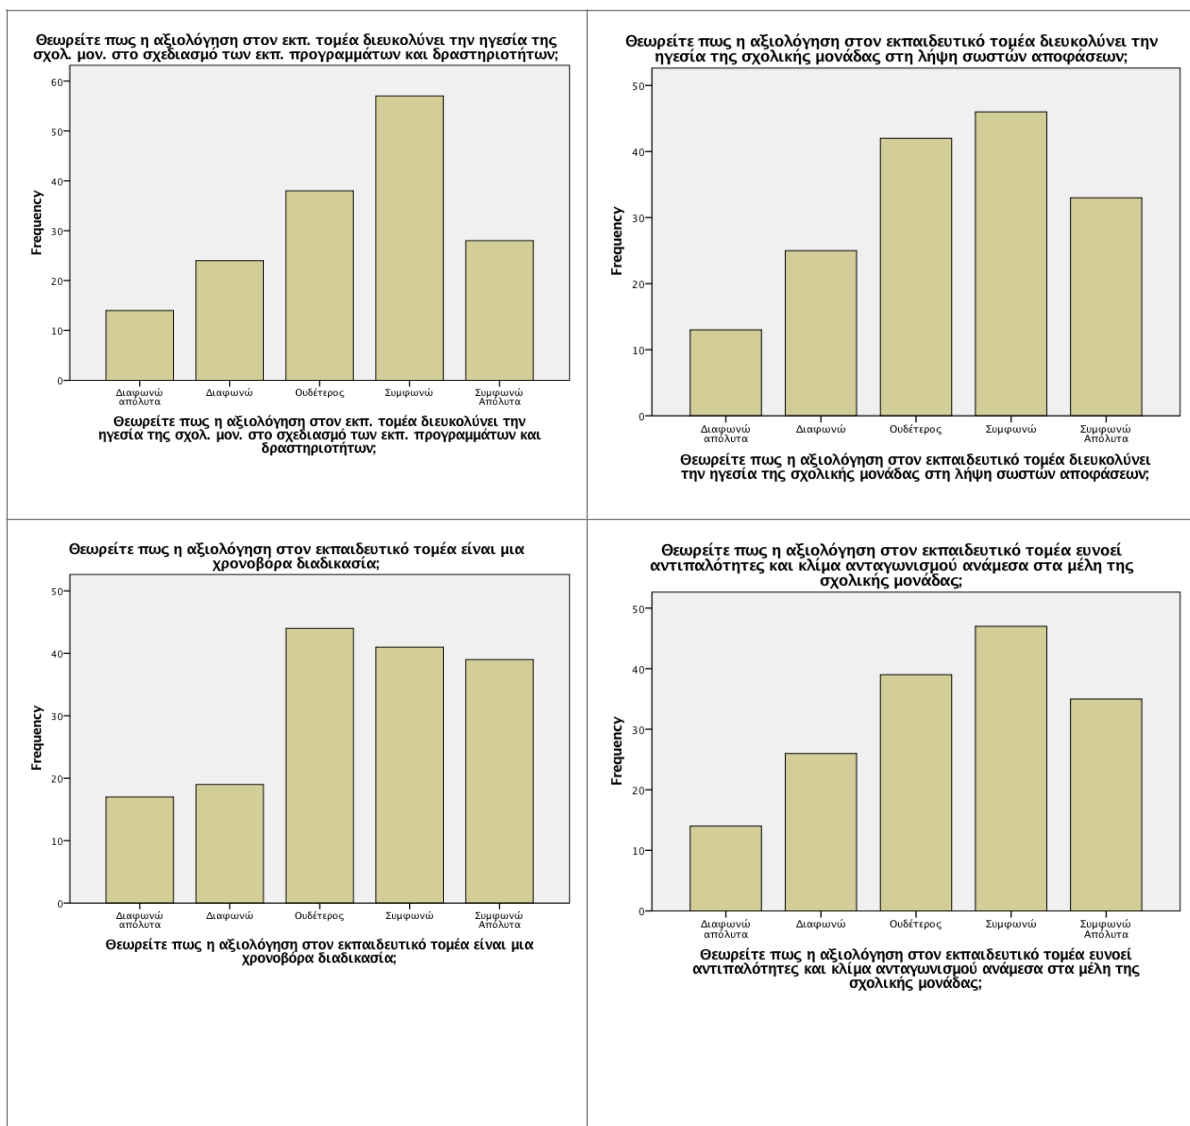 Θεωρείτε πως η αξιολόγηση στον εκπ. τομέα διευκολύνει την ηγεσία της
σχολ. μον. στο σχεδιασμό των εκπ. προγραμμάτων και δραστηριοτήτων;
60
50
40
30
20
10
0
Frequency
Διαφωνώ απόλυτα
Διαφωνώ
Ουδέτερος
Συμφωνώ
Συμφωνώ Απόλυτα
Θεωρείτε πως η αξιολόγηση στον εκπ. τομέα διευκολύνει την
ηγεσία της σχολ. μον. στο σχεδιασμό των εκπ. προγραμμάτων και
δραστηριοτήτων;
Θεωρείτε πως η αξιολόγηση στον εκπαιδευτικό τομέα διευκολύνει την
ηγεσία της σχολικής μονάδας στη λήψη σωστών αποφάσεων;
50
40
30
20
10
0
Frequency
Διαφωνώ απόλυτα
Διαφωνώ
Ουδέτερος
Συμφωνώ
Συμφωνώ Απόλυτα
Θεωρείτε πως η αξιολόγηση στον εκπαιδευτικό τομέα διευκολύνει
την ηγεσία της σχολικής μονάδας στη λήψη σωστών αποφάσεων;
Θεωρείτε πως η αξιολόγηση στον εκπαιδευτικό τομέα είναι μια
χρονοβόρα διαδικασία;
50
40
30
20
10
0
Frequency
Διαφωνώ απόλυτα
Διαφωνώ
Ουδέτερος
Συμφωνώ
Συμφωνώ Απόλυτα
Θεωρείτε πως η αξιολόγηση στον εκπαιδευτικό τομέα είναι μια
χρονοβόρα διαδικασία;
Θεωρείτε πως η αξιολόγηση στον εκπαιδευτικό τομέα ευνοεί
αντιπαλότητες και κλίμα ανταγωνισμού ανάμεσα στα μέλη της
σχολικής μονάδας;
50
40
30
20
10
0
Frequency
Διαφωνώ απόλυτα
Διαφωνώ
Ουδέτερος
Συμφωνώ
Συμφωνώ Απόλυτα
Θεωρείτε πως η αξιολόγηση στον εκπαιδευτικό τομέα ευνοεί
αντιπαλότητες και κλίμα ανταγωνισμού ανάμεσα στα μέλη της
σχολικής μονάδας;